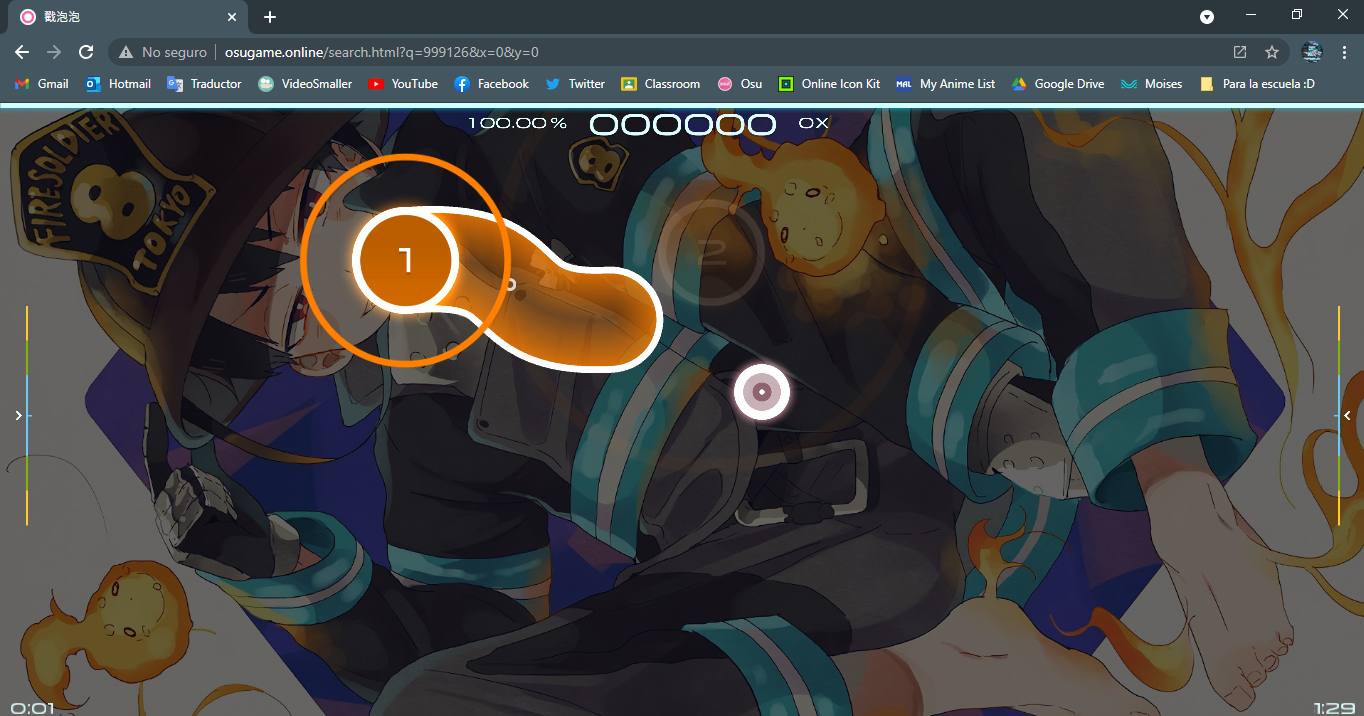 戳泡泡
No seguro
osugame.online/search.html?q=999126&x=0&y=0
Gmail
Hotmail
Traductor
VideoSmaller
YouTube
Facebook
Twitter
Classroom
Osu
Online Icon Kit
MAL
My Anime List
Google Drive
Moises
Para la escuela :D
100.00%
000000
0X
FIRESOLDIER
8
TOKYO
1
2
0:01
1:29